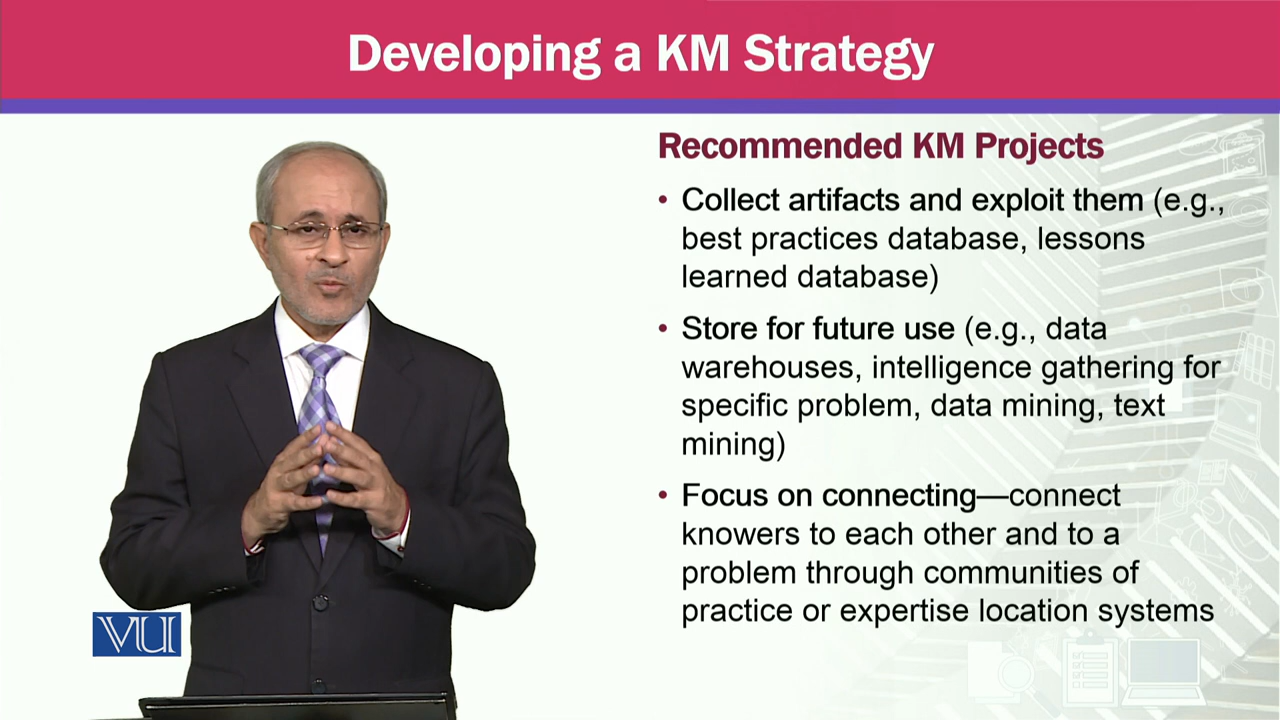 Developing a KM Strategy
Recommended KM Projects
• Collect artifacts and exploit them (e.g.,
best practices database, lessons
learned database)
• Store for future use (e.g., data
warehouses, intelligence gathering for
specific problem, data mining, text
mining)
• Focus on connecting—connect
knowers to each other and to a
problem through communities of
practice or expertise location systems
VU